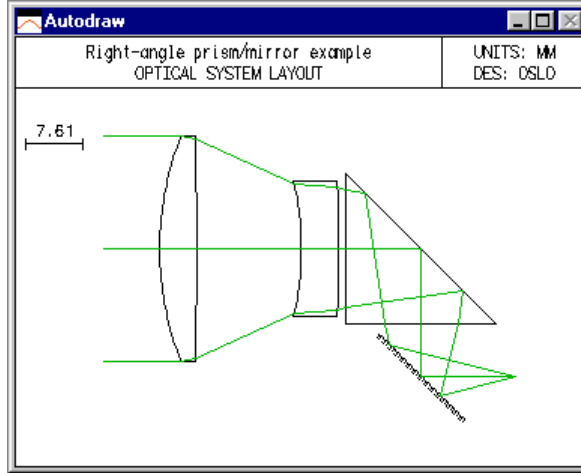 Autodraw
Right-angle prism/mirror example
OPTICAL SYSTEM LAYOUT
UNITS: MM
DES: OSLO
7.61